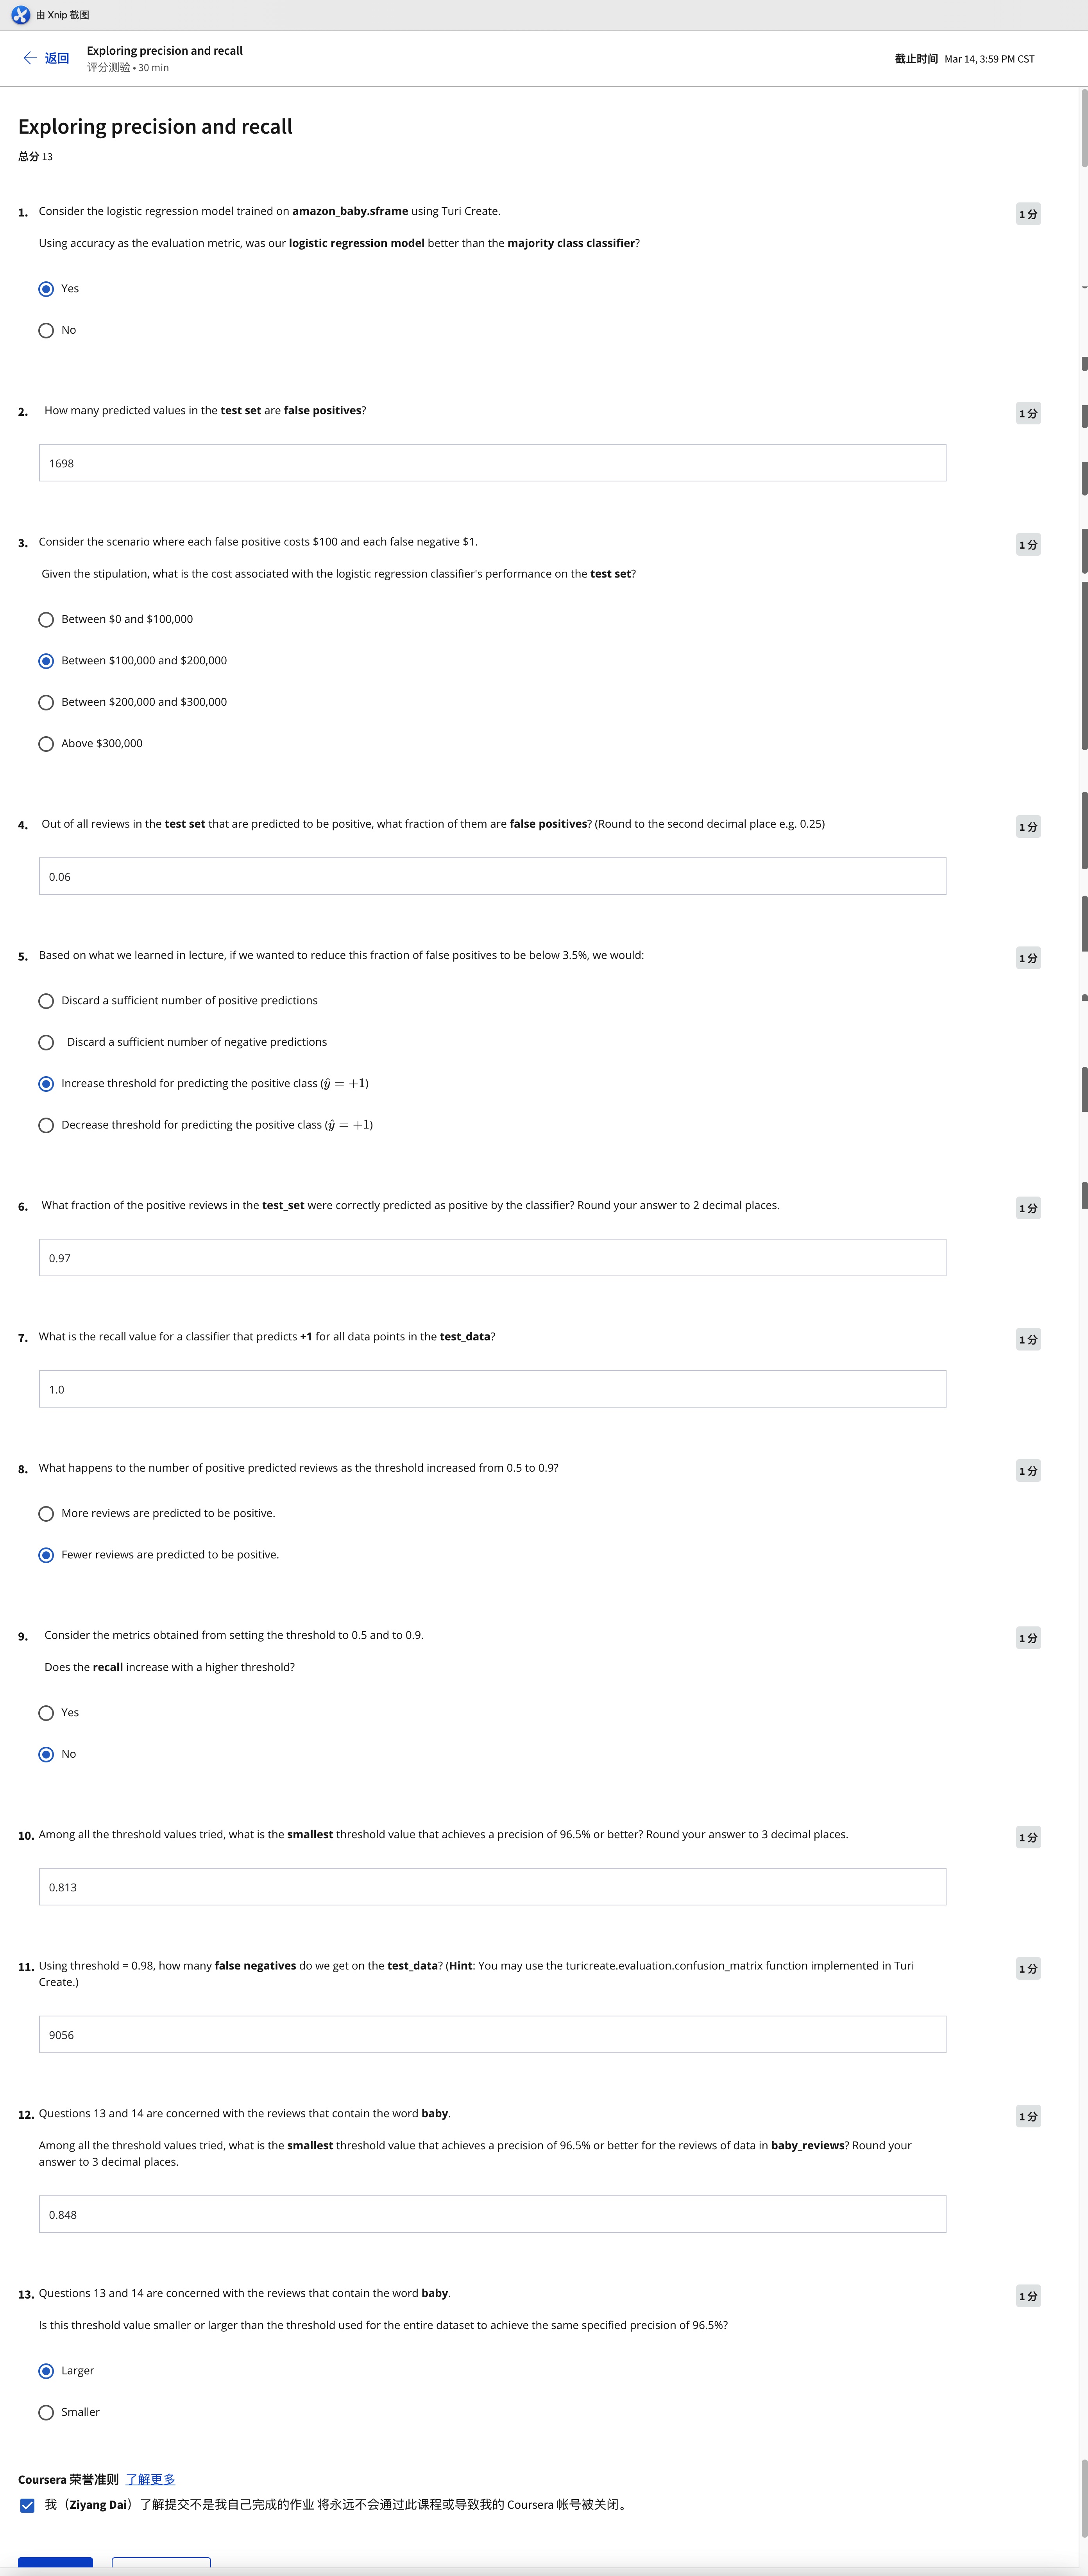 由 Xnip 截图
返回
Exploring precision and recall
评分测验 • 30 min
截止时间 Mar 14, 3:59 PM CST
Exploring precision and recall
总分 13
1. Consider the logistic regression model trained on amazon_baby.sframe using Turi Create.
1 分
Using accuracy as the evaluation metric, was our logistic regression model better than the majority class classifier?
Yes
No
2. How many predicted values in the test set are false positives?
1 分
1698
3. Consider the scenario where each false positive costs $100 and each false negative $1.
1 分
Given the stipulation, what is the cost associated with the logistic regression classifier's performance on the test set?
Between $0 and $100,000
Between $100,000 and $200,000
Between $200,000 and $300,000
Above $300,000
4. Out of all reviews in the test set that are predicted to be positive, what fraction of them are false positives? (Round to the second decimal place e.g. 0.25)
1 分
0.06
5. Based on what we learned in lecture, if we wanted to reduce this fraction of false positives to be below 3.5%, we would:
1 分
Discard a sufficient number of positive predictions
Discard a sufficient number of negative predictions
Increase threshold for predicting the positive class (ŷ = +1)
Decrease threshold for predicting the positive class (ŷ = +1)
6. What fraction of the positive reviews in the test_set were correctly predicted as positive by the classifier? Round your answer to 2 decimal places.
1 分
0.97
7. What is the recall value for a classifier that predicts +1 for all data points in the test_data?
1 分
1.0
8. What happens to the number of positive predicted reviews as the threshold increased from 0.5 to 0.9?
1 分
More reviews are predicted to be positive.
Fewer reviews are predicted to be positive.
9. Consider the metrics obtained from setting the threshold to 0.5 and to 0.9.
1 分
Does the recall increase with a higher threshold?
Yes
No
10. Among all the threshold values tried, what is the smallest threshold value that achieves a precision of 96.5% or better? Round your answer to 3 decimal places.
1 分
0.813
11. Using threshold = 0.98, how many false negatives do we get on the test_data? (Hint: You may use the turicreate.evaluation.confusion_matrix function implemented in Turi
Create.)
1 分
9056
12. Questions 13 and 14 are concerned with the reviews that contain the word baby.
1 分
Among all the threshold values tried, what is the smallest threshold value that achieves a precision of 96.5% or better for the reviews of data in baby_reviews? Round your
answer to 3 decimal places.
0.848
13. Questions 13 and 14 are concerned with the reviews that contain the word baby.
1 分
Is this threshold value smaller or larger than the threshold used for the entire dataset to achieve the same specified precision of 96.5%?
Larger
Smaller
Coursera 荣誉准则 了解更多
我（Ziyang Dai）了解提交不是我自己完成的作业 将永远不会通过此课程或导致我的 Coursera 帐号被关闭。